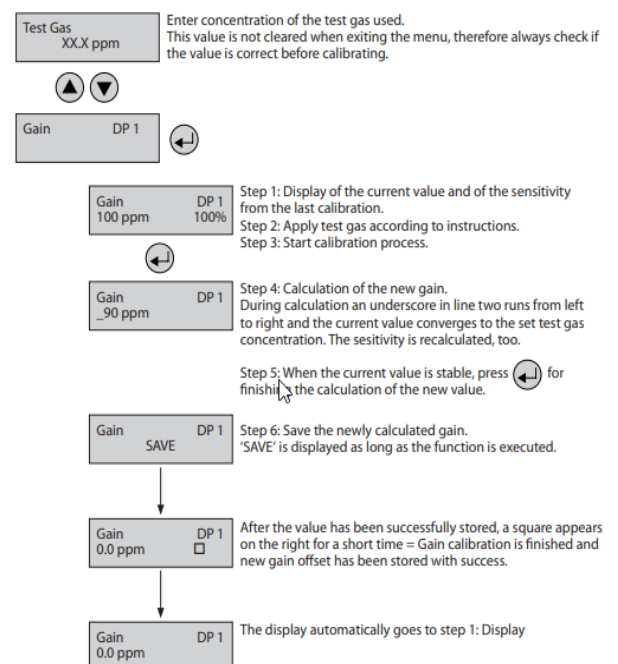 Test Gas
XX.X ppm
Enter concentration of the test gas used.
This value is not cleared when exiting the menu, therefore always check if
the value is correct before calibrating.
Gain DP 1
Gain DP 1
100 ppm 100%
Step 1: Display of the current value and of the sensitivity
from the last calibration.
Step 2: Apply test gas according to instructions.
Step 3: Start calibration process.
Gain DP 1
_90 ppm
Step 4: Calculation of the new gain.
During calculation an underscore in line two runs from left
to right and the current value converges to the set test gas
concentration. The sesitivity is recalculated, too.
Step 5: When the current value is stable, press for
finishing the calculation of the new value.
Gain DP 1
SAVE
Step 6: Save the newly calculated gain.
'SAVE' is displayed as long as the function is executed.
Gain DP 1
0.0 ppm
After the value has been successfully stored, a square appears
on the right for a short time = Gain calibration is finished and
new gain offset has been stored with success.
Gain DP 1
0.0 ppm
The display automatically goes to step 1: Display